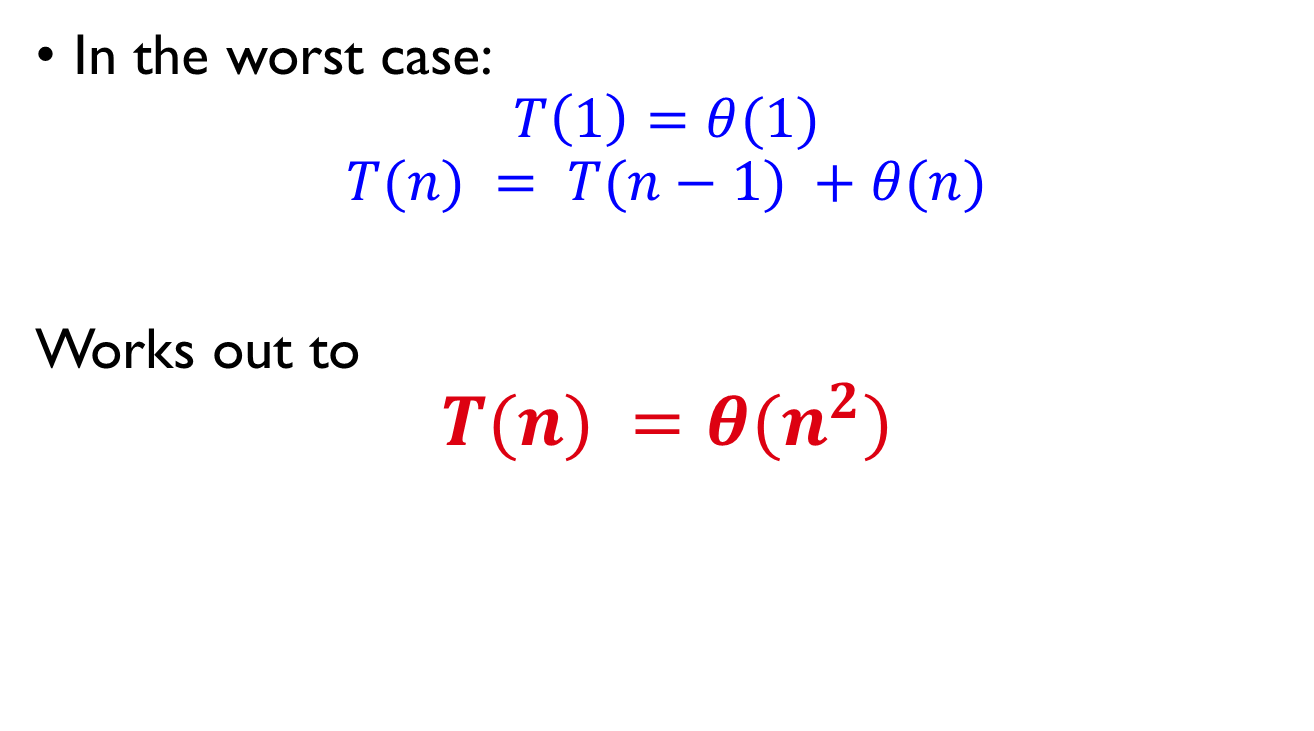 • In the worst case:
T(1) = θ(1)
T(n) = T(n − 1) + θ(n)
Works out to
T(n) = θ(n²)